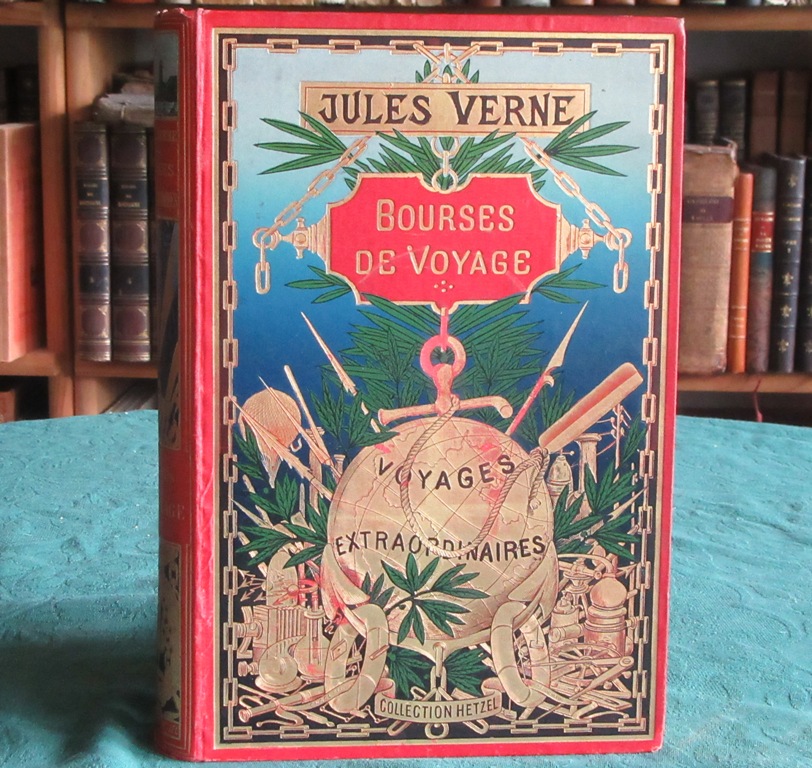 JULES VERNE
BOURSES
DE VOYAGE
VOYAGES
EXTRAORDINAIRES
COLLECTION HETZEL